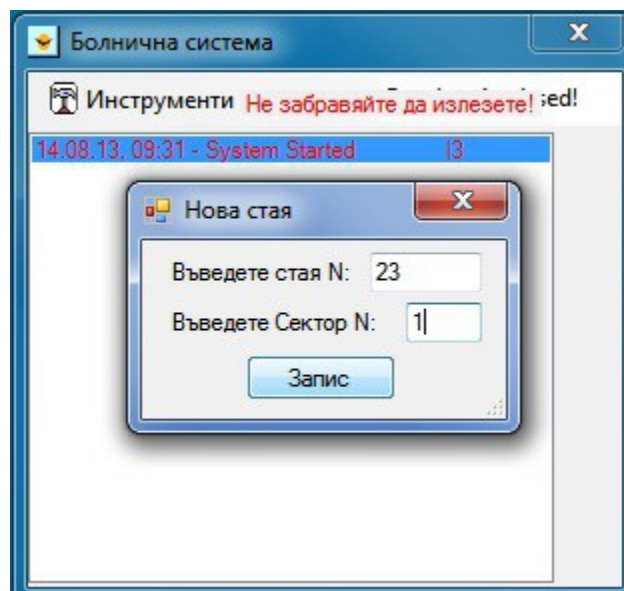 Болнична система
Инструменти Не забравяйте да излезете! sed!
14.08.13, 09:31 - System Started |3
Нова стая
Въведете стая N: 23
Въведете Сектор N: 1
Запис